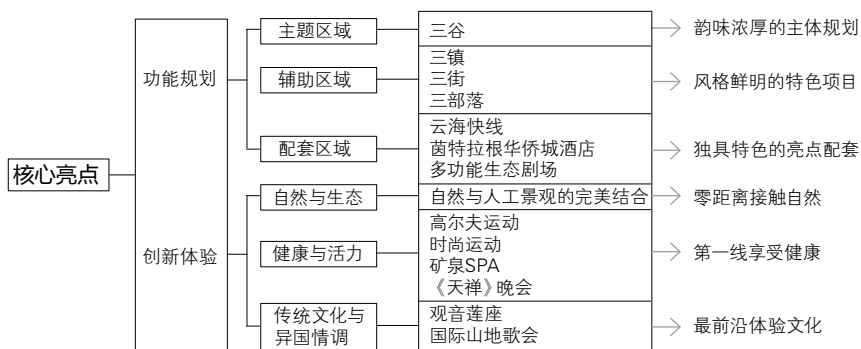 核心亮点
功能规划
主题区域
三谷
韵味浓厚的主体规划
辅助区域
三镇
三街
三部落
风格鲜明的特色项目
配套区域
云海快线
茵特拉根华侨城酒店
多功能生态剧场
独具特色的亮点配套
创新体验
自然与生态
自然与人工景观的完美结合
零距离接触自然
健康与活力
高尔夫运动
时尚运动
矿泉SPA
《天禅》晚会
第一线享受健康
传统文化与
异国情调
观音莲座
国际山地歌会
最前沿体验文化